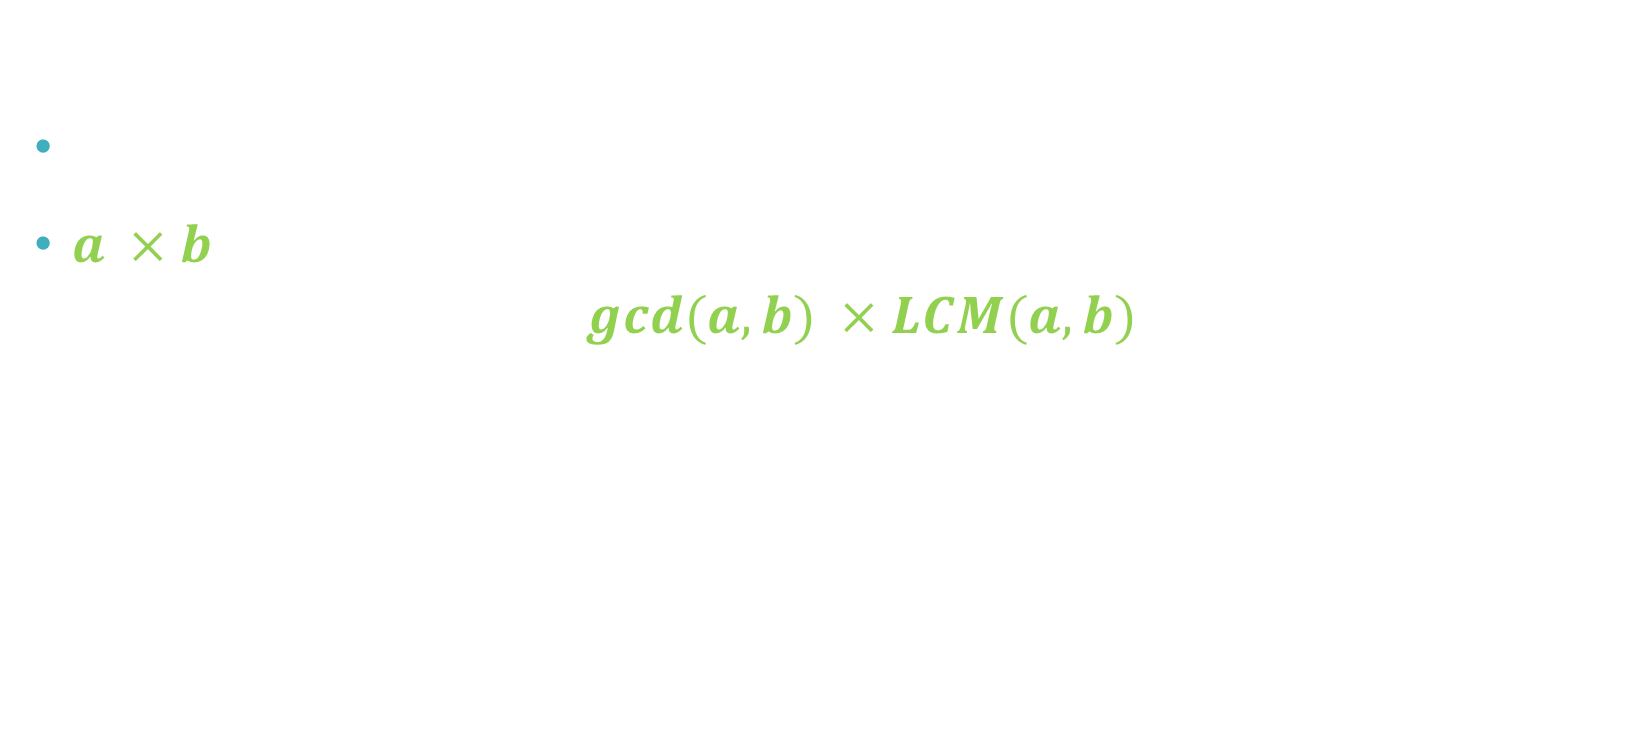 •
• a × b
gcd(a, b) × LCM(a, b)